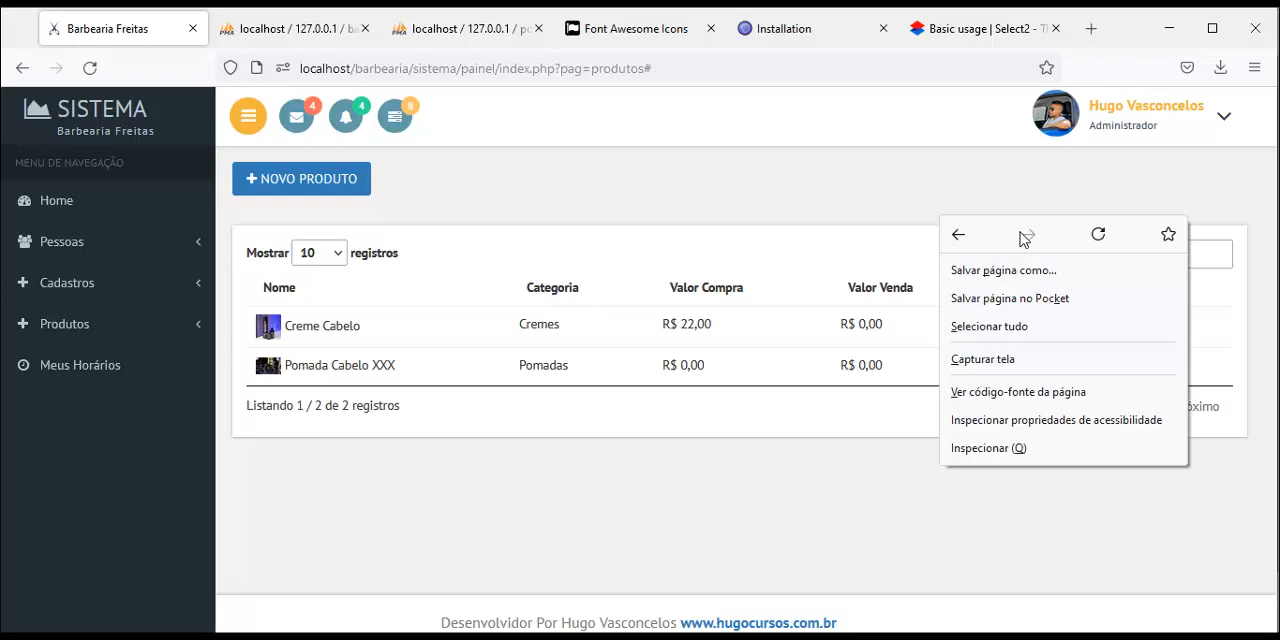 Barbearia Freitas
localhost / 127.0.0.1 / b
localhost / 127.0.0.1 / po
Font Awesome Icons
Installation
Basic usage | Select2 - T
localhost/barbearia/sistema/painel/index.php?pag=produtos#
SISTEMA
Barbearia Freitas
4
4
8
Hugo Vasconcelos
Administrador
MENU DE NAVEGAÇÃO
Home
Pessoas
Cadastros
Produtos
Meus Horários
NOVO PRODUTO
Mostrar 10 registros
Nome Categoria Valor Compra Valor Venda
Creme Cabelo Cremes R$ 22,00 R$ 0,00
Pomada Cabelo XXX Pomadas R$ 0,00 R$ 0,00
Listando 1 / 2 de 2 registros
óximo
Salvar página como...
Salvar página no Pocket
Selecionar tudo
Capturar tela
Ver código-fonte da página
Inspecionar propriedades de acessibilidade
Inspecionar (Q)
Desenvolvidor Por Hugo Vasconcelos www.hugocursos.com.br